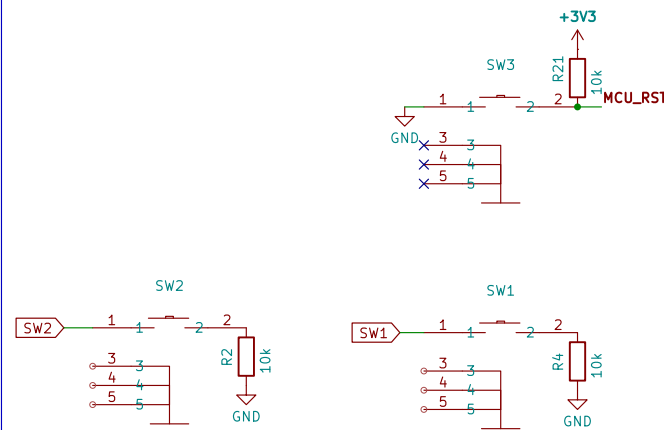 +3V3
SW3
R21
10k
1 1 2 2
MCU_RST
GND
3 3
4 4
5 5
SW2
SW2
1 1 2 2
R2
10k
3 3
4 4
5 5
GND
SW1
SW1
1 1 2 2
R4
10k
3 3
4 4
5 5
GND